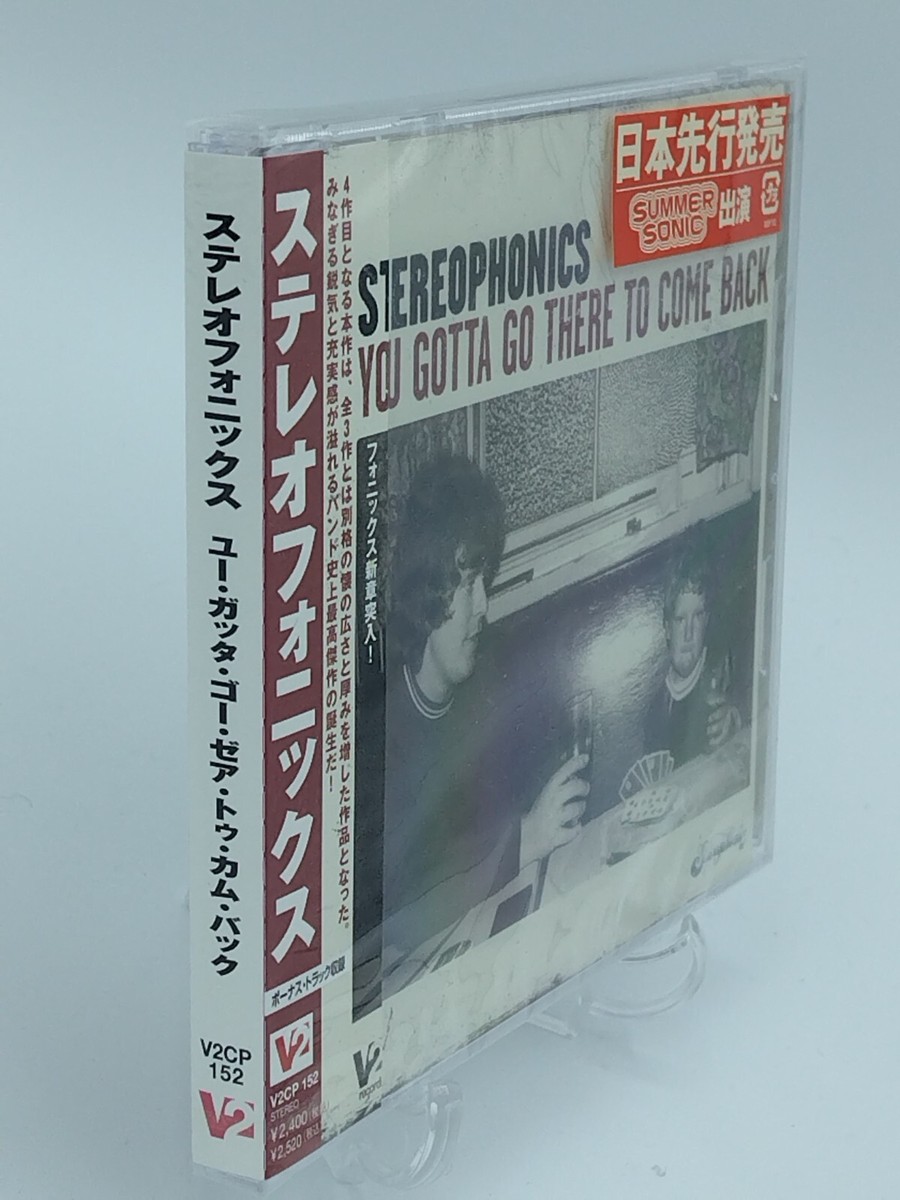 ステレオフォニックス ユー・ガッタ・ゴー・ゼア・トゥ・カム・バック
V2CP
152
V2
ステレオフォニックス
ボーナス・トラック収録
V2
V2CP 152
STEREO
¥2,400(税
¥2,520(税込
4作目となる本作は、全3作とは別格の懐の広さと厚みを増した作品となった。
みなぎる鋭気と充実感が溢れるバンド史上最高傑作の誕生だ!
フォニックス新章突入!
STEREOPHONICS
YOU GOTTA GO THERE TO COME BACK
日本先行発売
SUMMER
SONIC
出演
V2